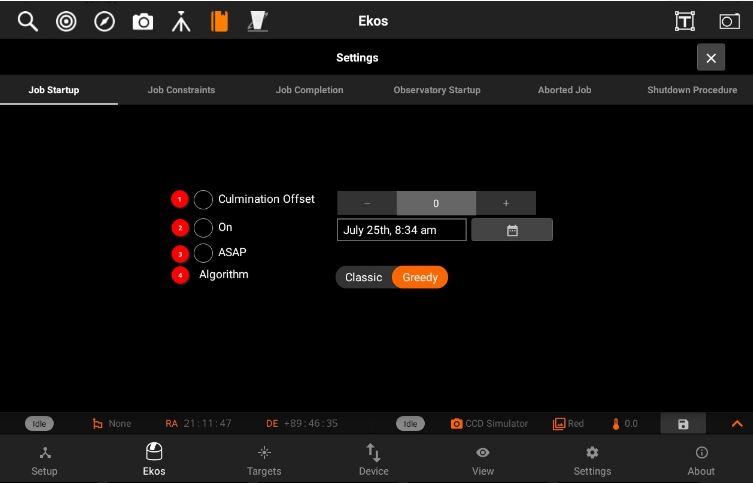 Ekos
T
Settings
Job Startup Job Constraints Job Completion Observatory Startup Aborted Job Shutdown Procedure
1 Culmination Offset − 0 +
2 On July 25th, 8:34 am
3 ASAP
4 Algorithm Classic Greedy
Idle None RA 21:11:47 DE +89:46:35 Idle CCD Simulator Red 0.0
Setup Ekos Targets Device View Settings About